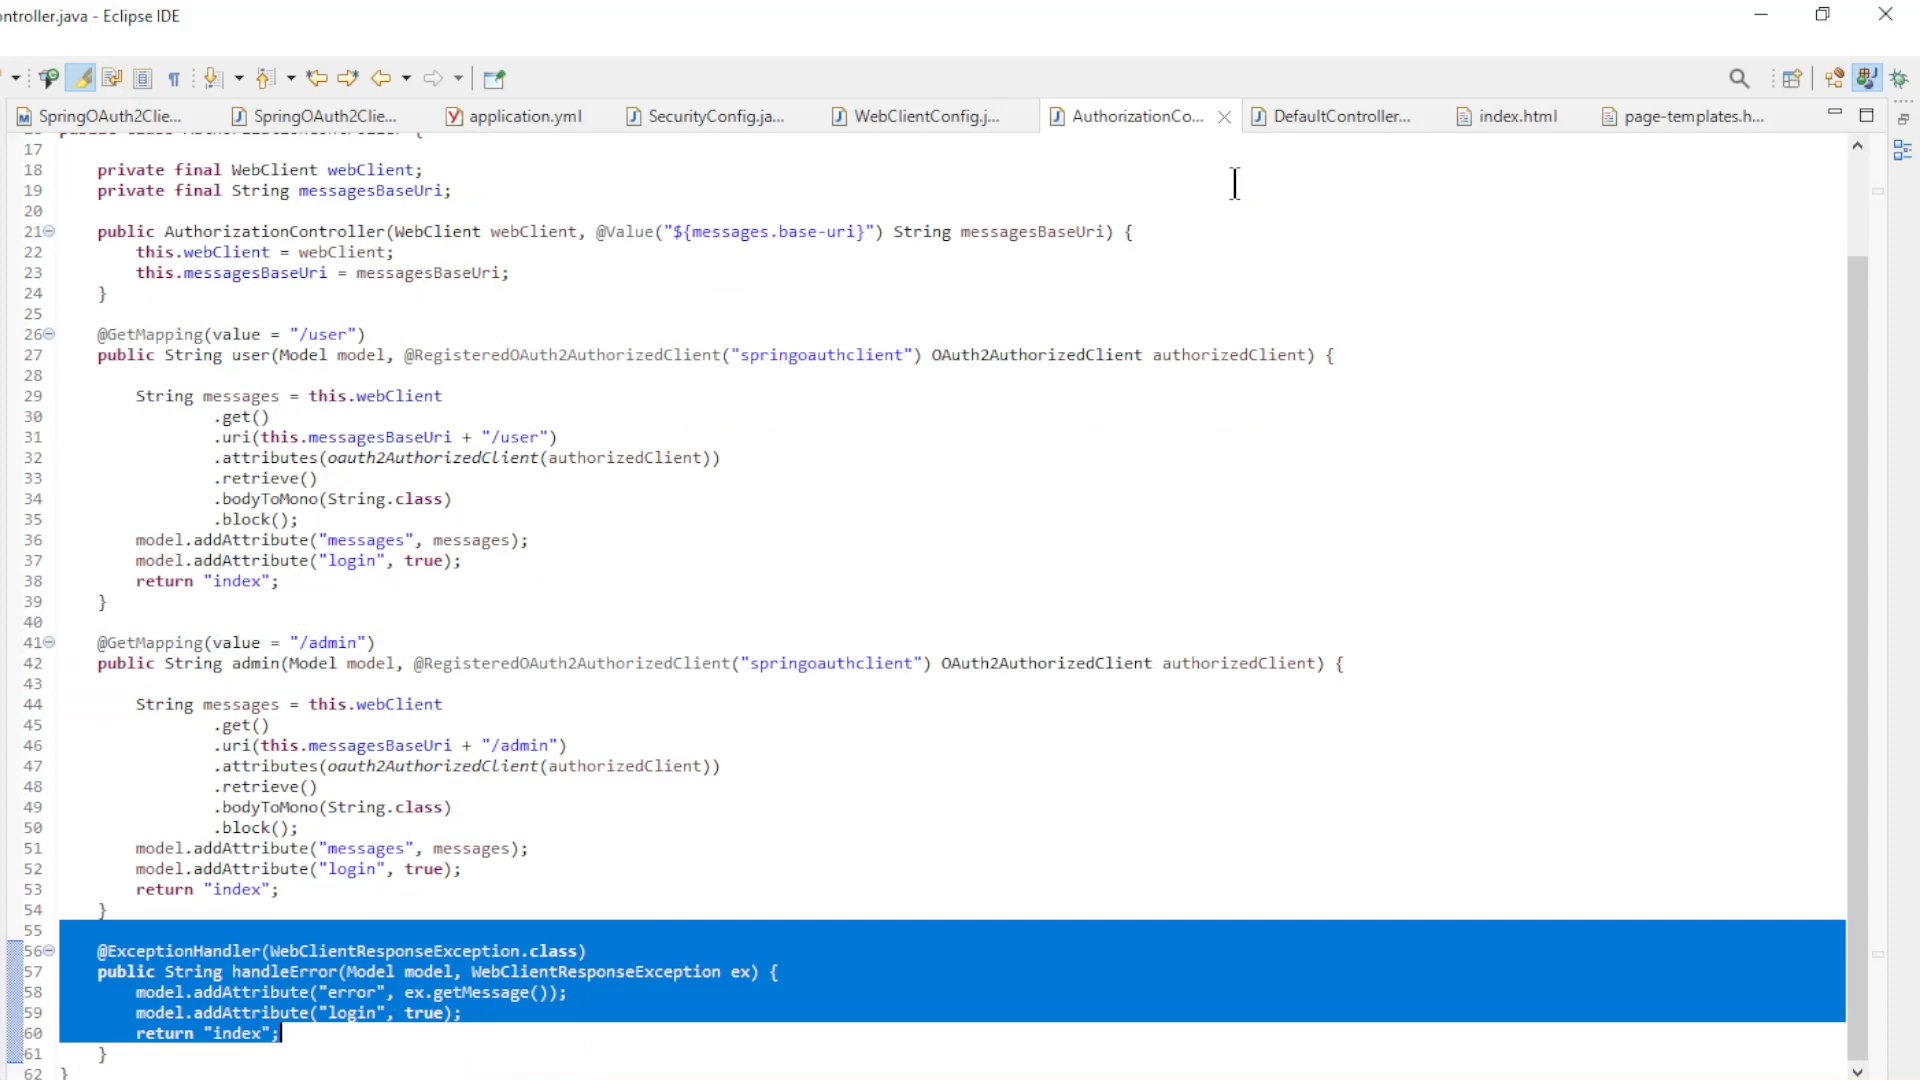 ontroller.java - Eclipse IDE
SpringOAuth2Clie... SpringOAuth2Clie... application.yml SecurityConfig.ja... WebClientConfig.j... AuthorizationCo... DefaultController... index.html page-templates.h...
17
18 private final WebClient webClient;
19 private final String messagesBaseUri;
20
21 public AuthorizationController(WebClient webClient, @Value("${messages.base-uri}") String messagesBaseUri) {
22 this.webClient = webClient;
23 this.messagesBaseUri = messagesBaseUri;
24 }
25
26 @GetMapping(value = "/user")
27 public String user(Model model, @RegisteredOAuth2AuthorizedClient("springoauthclient") OAuth2AuthorizedClient authorizedClient) {
28
29 String messages = this.webClient
30 .get()
31 .uri(this.messagesBaseUri + "/user")
32 .attributes(oauth2AuthorizedClient(authorizedClient))
33 .retrieve()
34 .bodyToMono(String.class)
35 .block();
36 model.addAttribute("messages", messages);
37 model.addAttribute("login", true);
38 return "index";
39 }
40
41 @GetMapping(value = "/admin")
42 public String admin(Model model, @RegisteredOAuth2AuthorizedClient("springoauthclient") OAuth2AuthorizedClient authorizedClient) {
43
44 String messages = this.webClient
45 .get()
46 .uri(this.messagesBaseUri + "/admin")
47 .attributes(oauth2AuthorizedClient(authorizedClient))
48 .retrieve()
49 .bodyToMono(String.class)
50 .block();
51 model.addAttribute("messages", messages);
52 model.addAttribute("login", true);
53 return "index";
54 }
55
56 @ExceptionHandler(WebClientResponseException.class)
57 public String handleError(Model model, WebClientResponseException ex) {
58 model.addAttribute("error", ex.getMessage());
59 model.addAttribute("login", true);
60 return "index";
61 }
62 }